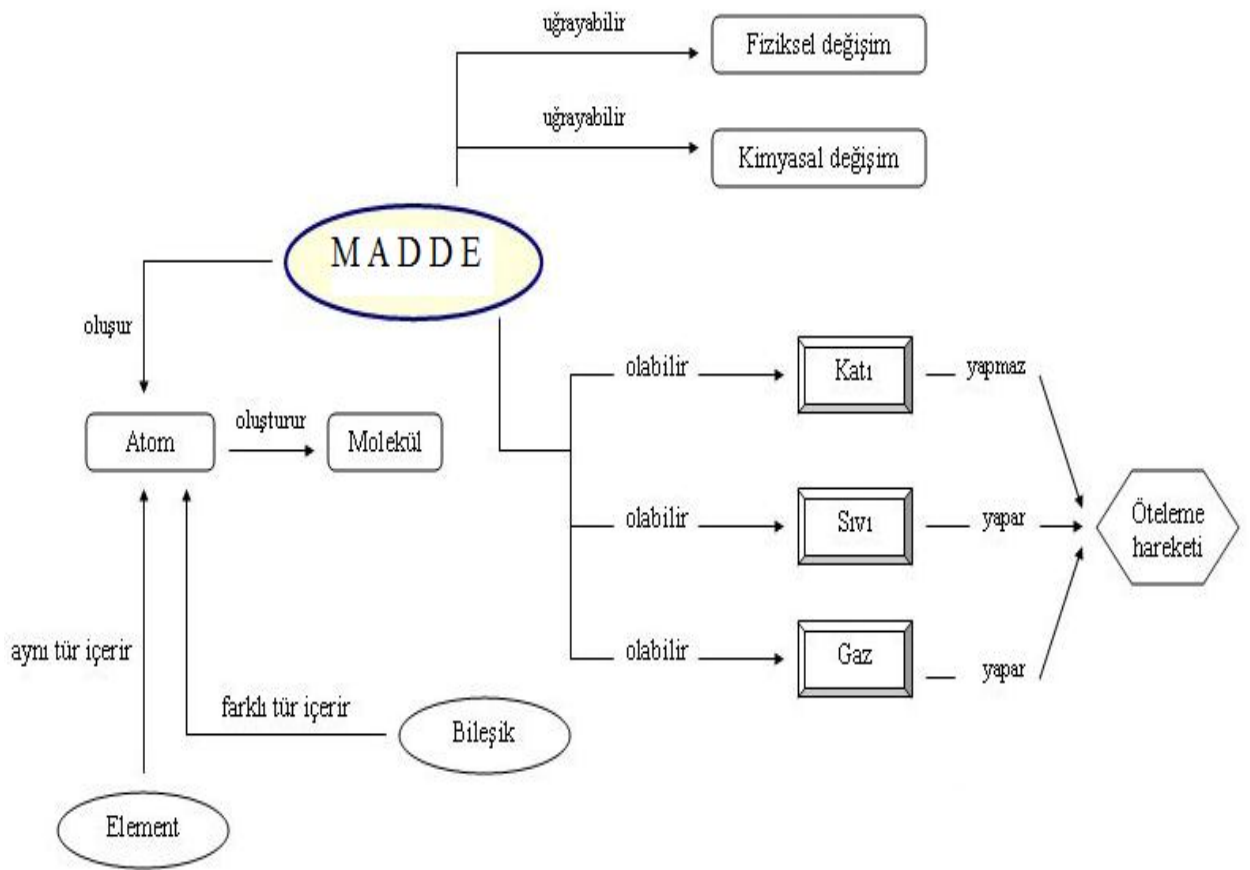 uğrayabilir
Fiziksel değişim
uğrayabilir
Kimyasal değişim
MADDE
oluşur
olabilir
Katı
yapmaz
Atom
oluşturur
Molekül
olabilir
Sıvı
yapar
Öteleme
hareketi
aynı tür içerir
olabilir
Gaz
yapar
farklı tür içerir
Bileşik
Element